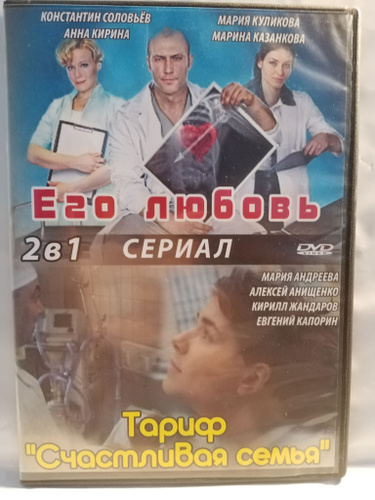 КОНСТАНТИН СОЛОВЬЁВ
АННА КИРИНА
МАРИЯ КУЛИКОВА
МАРИНА КАЗАНКОВА
Его любовь
2в1 СЕРИАЛ
DVD
VIDEO
МАРИЯ АНДРЕЕВА
АЛЕКСЕЙ АНИЩЕНКО
КИРИЛЛ ЖАНДАРОВ
ЕВГЕНИЙ КАПОРИН
Тариф
"Счастливая семья"